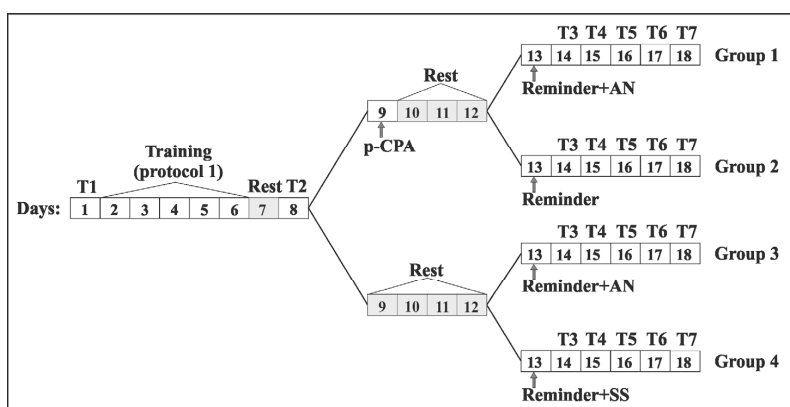 T3 T4 T5 T6 T7
13 14 15 16 17 18 Group 1
Reminder+AN
Rest
9 10 11 12
p-CPA
T3 T4 T5 T6 T7
13 14 15 16 17 18 Group 2
Reminder
Training
(protocol 1)
T1 Rest T2
Days: 1 2 3 4 5 6 7 8
T3 T4 T5 T6 T7
13 14 15 16 17 18 Group 3
Reminder+AN
Rest
9 10 11 12
T3 T4 T5 T6 T7
13 14 15 16 17 18 Group 4
Reminder+SS